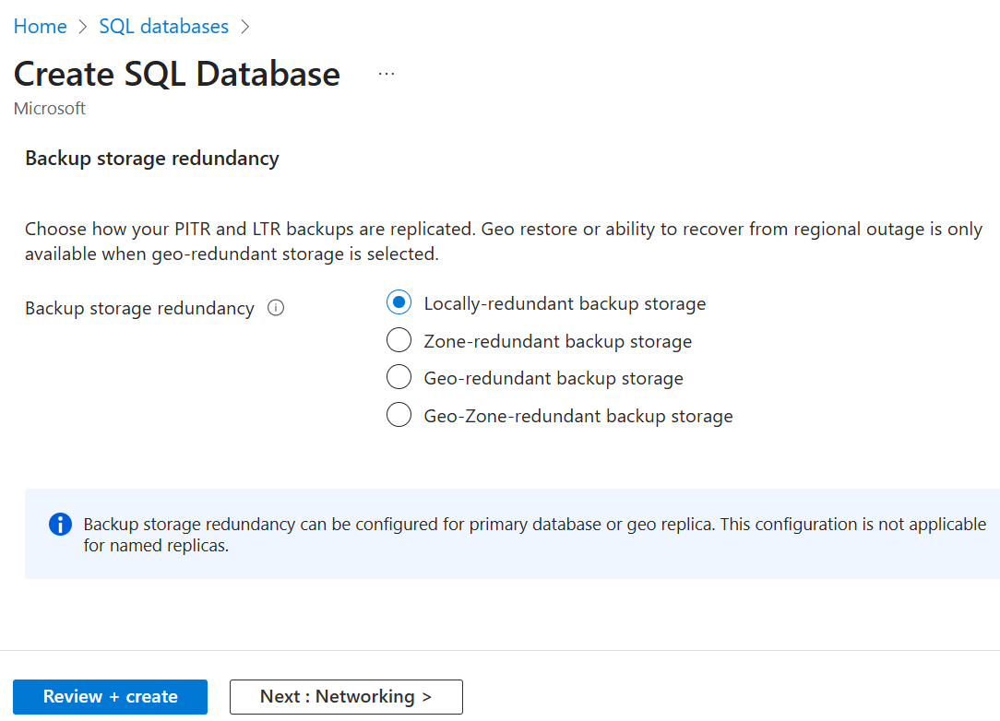 Home > SQL databases >
Create SQL Database ...
Microsoft
Backup storage redundancy
Choose how your PITR and LTR backups are replicated. Geo restore or ability to recover from regional outage is only
available when geo-redundant storage is selected.
Backup storage redundancy
Locally-redundant backup storage
Zone-redundant backup storage
Geo-redundant backup storage
Geo-Zone-redundant backup storage
Backup storage redundancy can be configured for primary database or geo replica. This configuration is not applicable
for named replicas.
Review + create
Next : Networking >